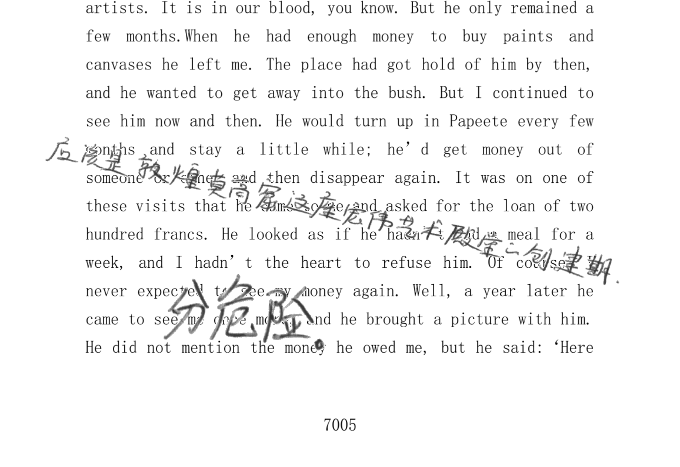 artists. It is in our blood, you know. But he only remained a
few months.When he had enough money to buy paints and
canvases he left me. The place had got hold of him by then,
and he wanted to get away into the bush. But I continued to
see him now and then. He would turn up in Papeete every few
months and stay a little while; he’d get money out of
someone or other and then disappear again. It was on one of
these visits that he came to me and asked for the loan of two
hundred francs. He looked as if he hadn’t had a meal for a
week, and I hadn’t the heart to refuse him. Of course, I
never expected to see my money again. Well, a year later he
came to see me once more, and he brought a picture with him.
He did not mention the money he owed me, but he said: ‘Here
应该是敦煌莫高窟这座宏伟艺术殿堂的创建期.
分危险。
7005